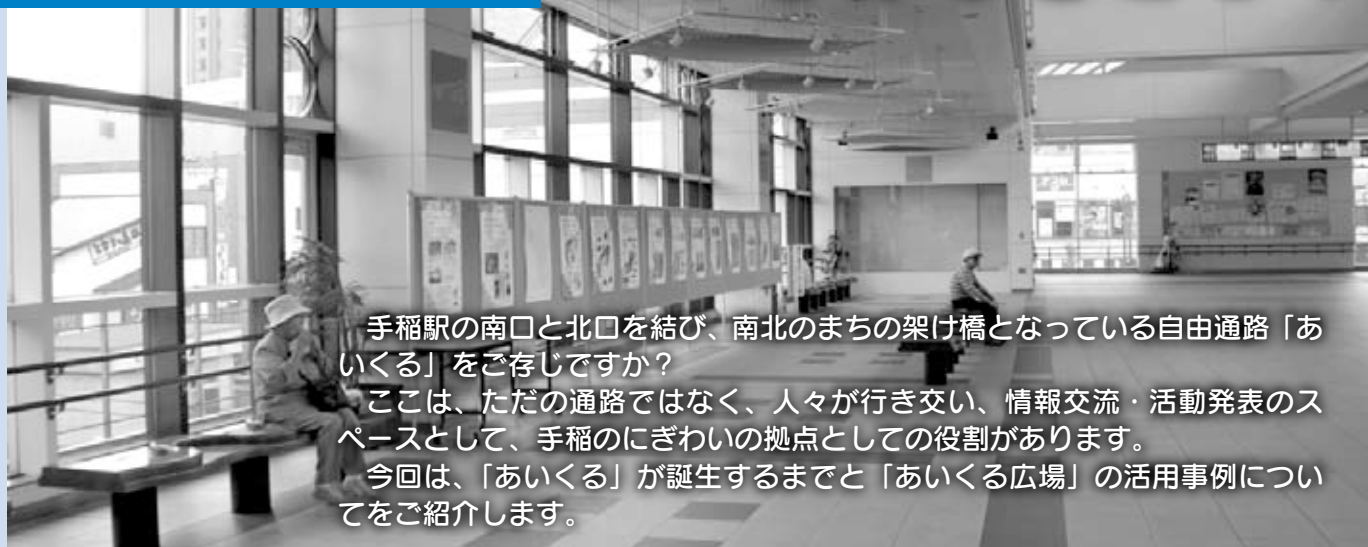 手稲駅の南口と北口を結び、南北のまちの架け橋となっている自由通路「あ
いくる」をご存じですか？
　ここは、ただの通路ではなく、人々が行き交い、情報交流・活動発表のス
ペースとして、手稲のにぎわいの拠点としての役割があります。
　今回は、「あいくる」が誕生するまでと「あいくる広場」の活用事例につい
てをご紹介します。